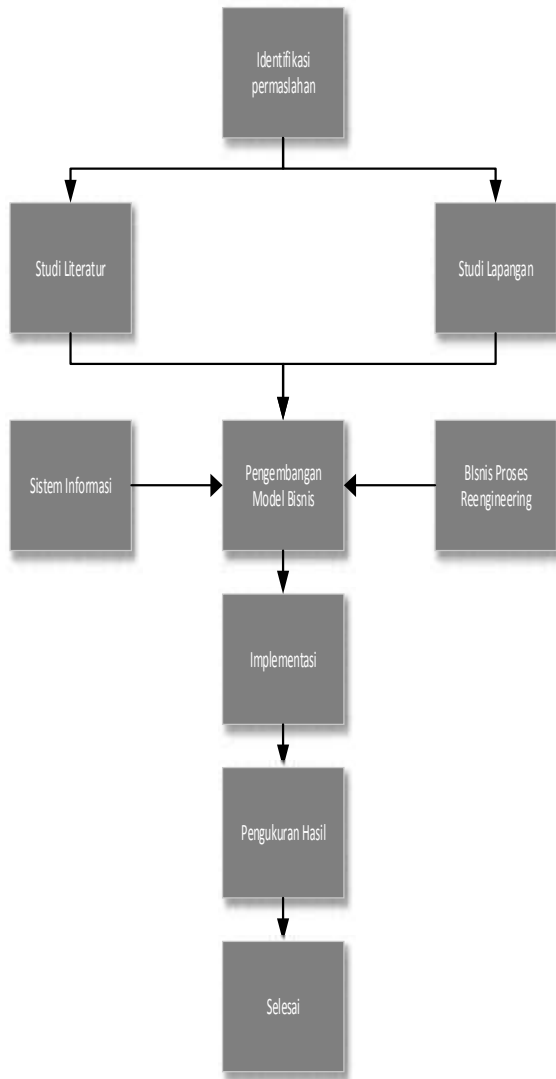 Identifikasi
permaslahan
Studi Literatur
Studi Lapangan
Sistem Informasi
Pengembangan
Model Bisnis
BIsnis Proses
Reengineering
Implementasi
Pengukuran Hasil
Selesai